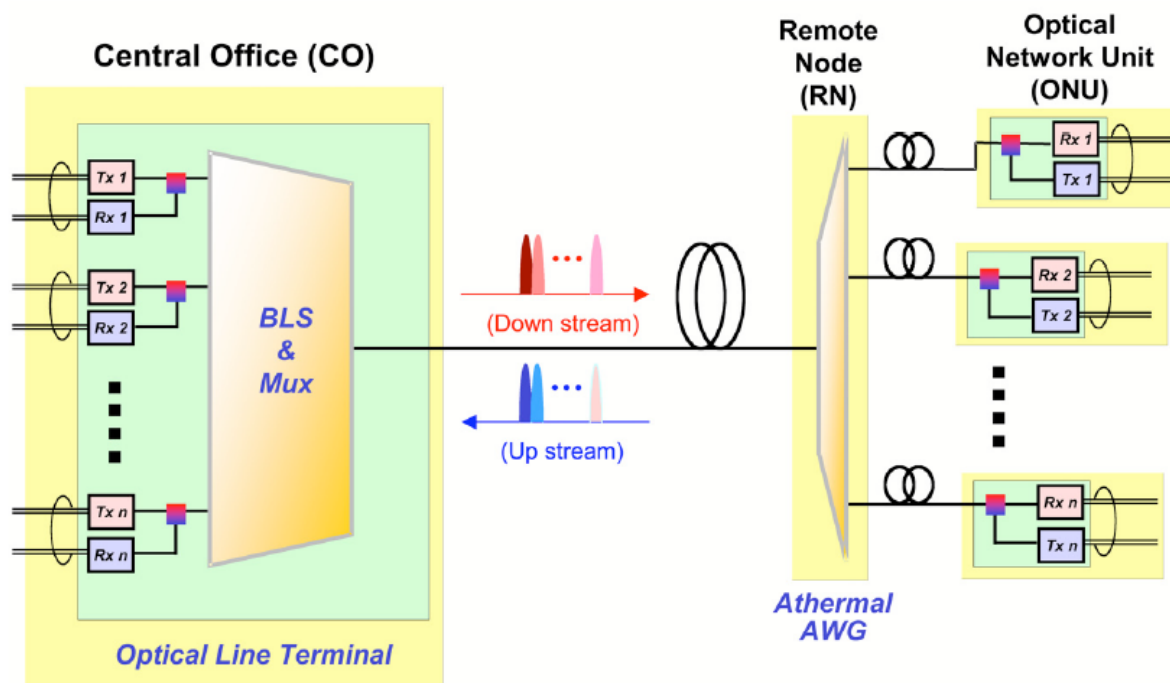 Central Office (CO)
Remote
Node
(RN)
Optical
Network Unit
(ONU)
Tx 1
Rx 1
Tx 2
Rx 2
Tx n
Rx n
BLS
&
Mux
Optical Line Terminal
(Down stream)
(Up stream)
Athermal
AWG
Rx 1
Tx 1
Rx 2
Tx 2
Rx n
Tx n